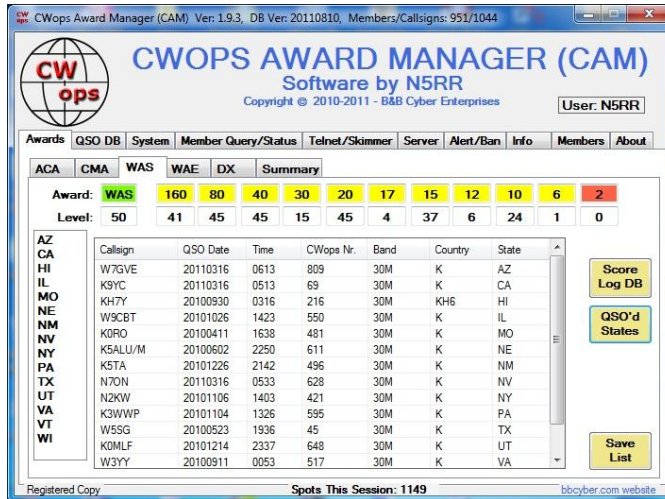 CWops Award Manager (CAM) Ver: 1.9.3, DB Ver: 20110810, Members/Callsigns: 951/1044
CW
ops
CWOPS AWARD MANAGER (CAM)
Software by N5RR
Copyright © 2010-2011 - B&B Cyber Enterprises
User: N5RR
Awards QSO DB System Member Query/Status Telnet/Skimmer Server Alert/Ban Info Members About
ACA CMA WAS WAE DX Summary
Award: WAS 160 80 40 30 20 17 15 12 10 6 2
Level: 50 41 45 45 15 45 4 37 6 24 1 0
AZ
CA
HI
IL
MO
NE
NM
NV
NY
PA
TX
UT
VA
VT
WI
Callsign QSO Date Time CWops Nr. Band Country State
W7GVE 20110316 0613 809 30M K AZ
K9YC 20110316 0513 69 30M K CA
KH7Y 20100930 0316 216 30M KH6 HI
W9CBT 20101026 1423 550 30M K IL
K0RO 20100411 1638 481 30M K MO
K5ALU/M 20100602 2250 611 30M K NE
K5TA 20101226 2142 496 30M K NM
N7ON 20110316 0533 628 30M K NV
N2KW 20101106 1403 421 30M K NY
K3WWP 20101104 1326 595 30M K PA
W5SG 20100523 1936 45 30M K TX
K0MLF 20101214 2337 648 30M K UT
W3YY 20100911 0053 517 30M K VA
Score
Log DB
QSO'd
States
Save
List
Registered Copy Spots This Session: 1149 bbcyber.com website